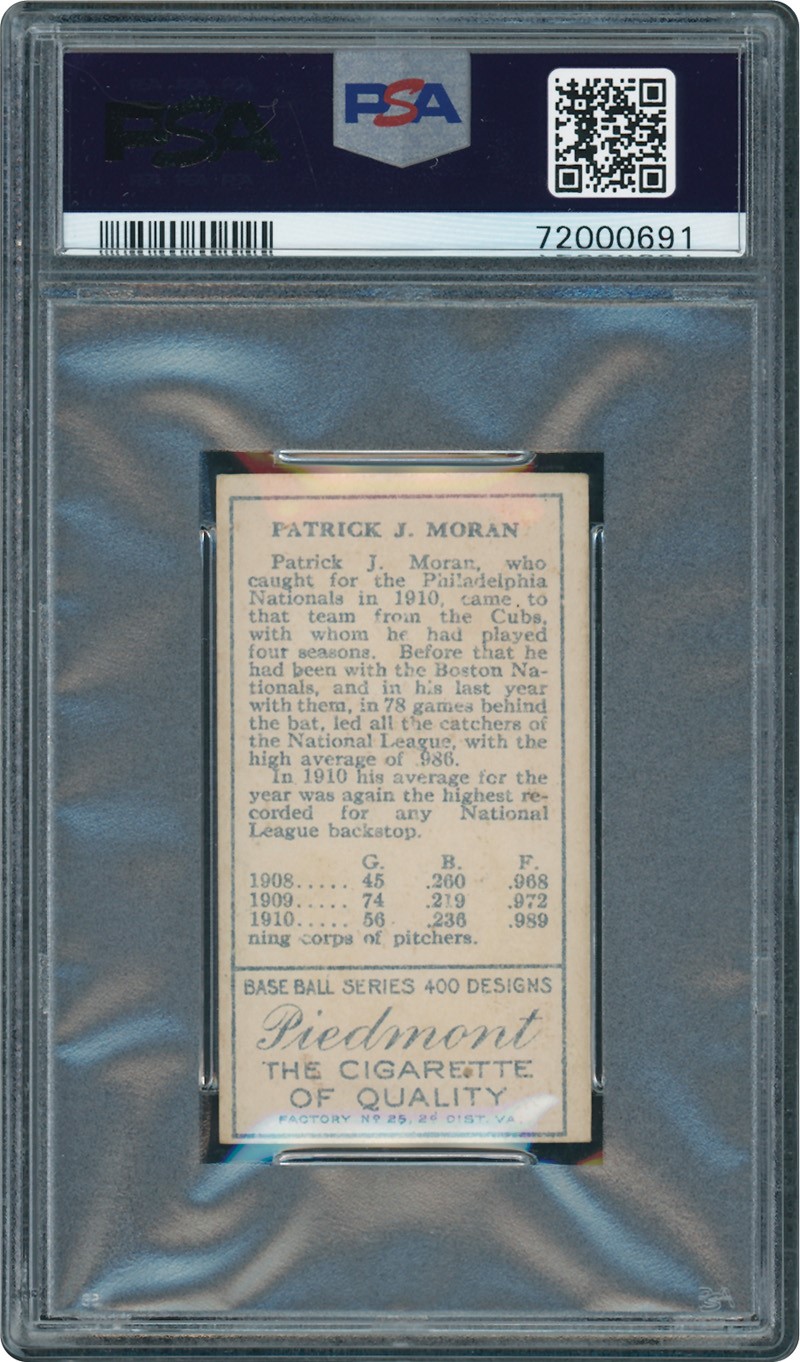 PSA
PSA
72000691
PATRICK J. MORAN
Patrick J. Moran, who
caught for the Philadelphia
Nationals in 1910, came to
that team from the Cubs,
with whom he had played
four seasons. Before that he
had been with the Boston Na-
tionals, and in his last year
with them, in 78 games behind
the bat, led all the catchers of
the National League, with the
high average of .986.
In 1910 his average for the
year was again the highest re-
corded for any National
League backstop.
G. B. F.
1908..... 45 .260 .968
1909..... 74 .219 .972
1910..... 56 .236 .989
ning corps of pitchers.
BASE BALL SERIES 400 DESIGNS
Piedmont
THE CIGARETTE
OF QUALITY
FACTORY Nº 25, 2d DIST. VA.